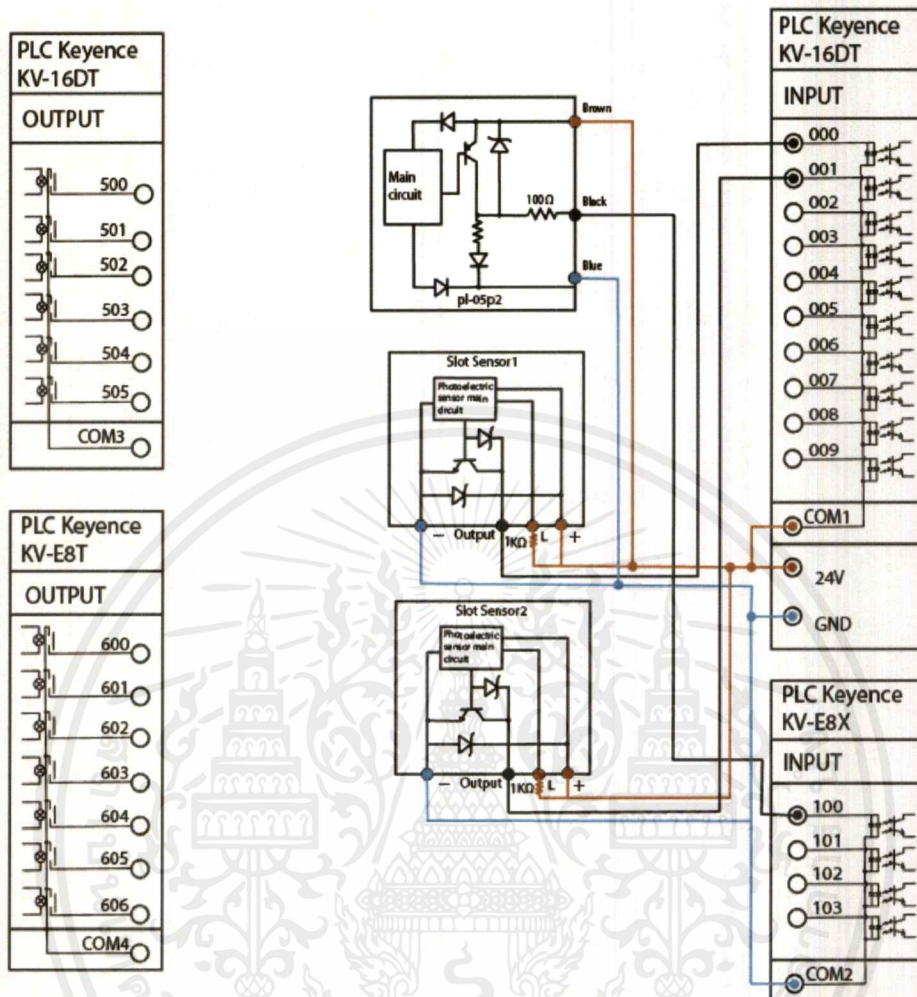 PLC Keyence
KV-16DT
OUTPUT
500
501
502
503
504
505
COM3
PLC Keyence
KV-E8T
OUTPUT
600
601
602
603
604
605
606
COM4
Brown
Main
circuit
100Ω
Black
Blue
pl-05p2
Slot Sensor1
Photoelectric
sensor main
circuit
− Output 1KΩ L +
Slot Sensor2
Photoelectric
sensor main
circuit
− Output 1KΩ L +
PLC Keyence
KV-16DT
INPUT
000
001
002
003
004
005
006
007
008
009
COM1
24V
GND
PLC Keyence
KV-E8X
INPUT
100
101
102
103
COM2